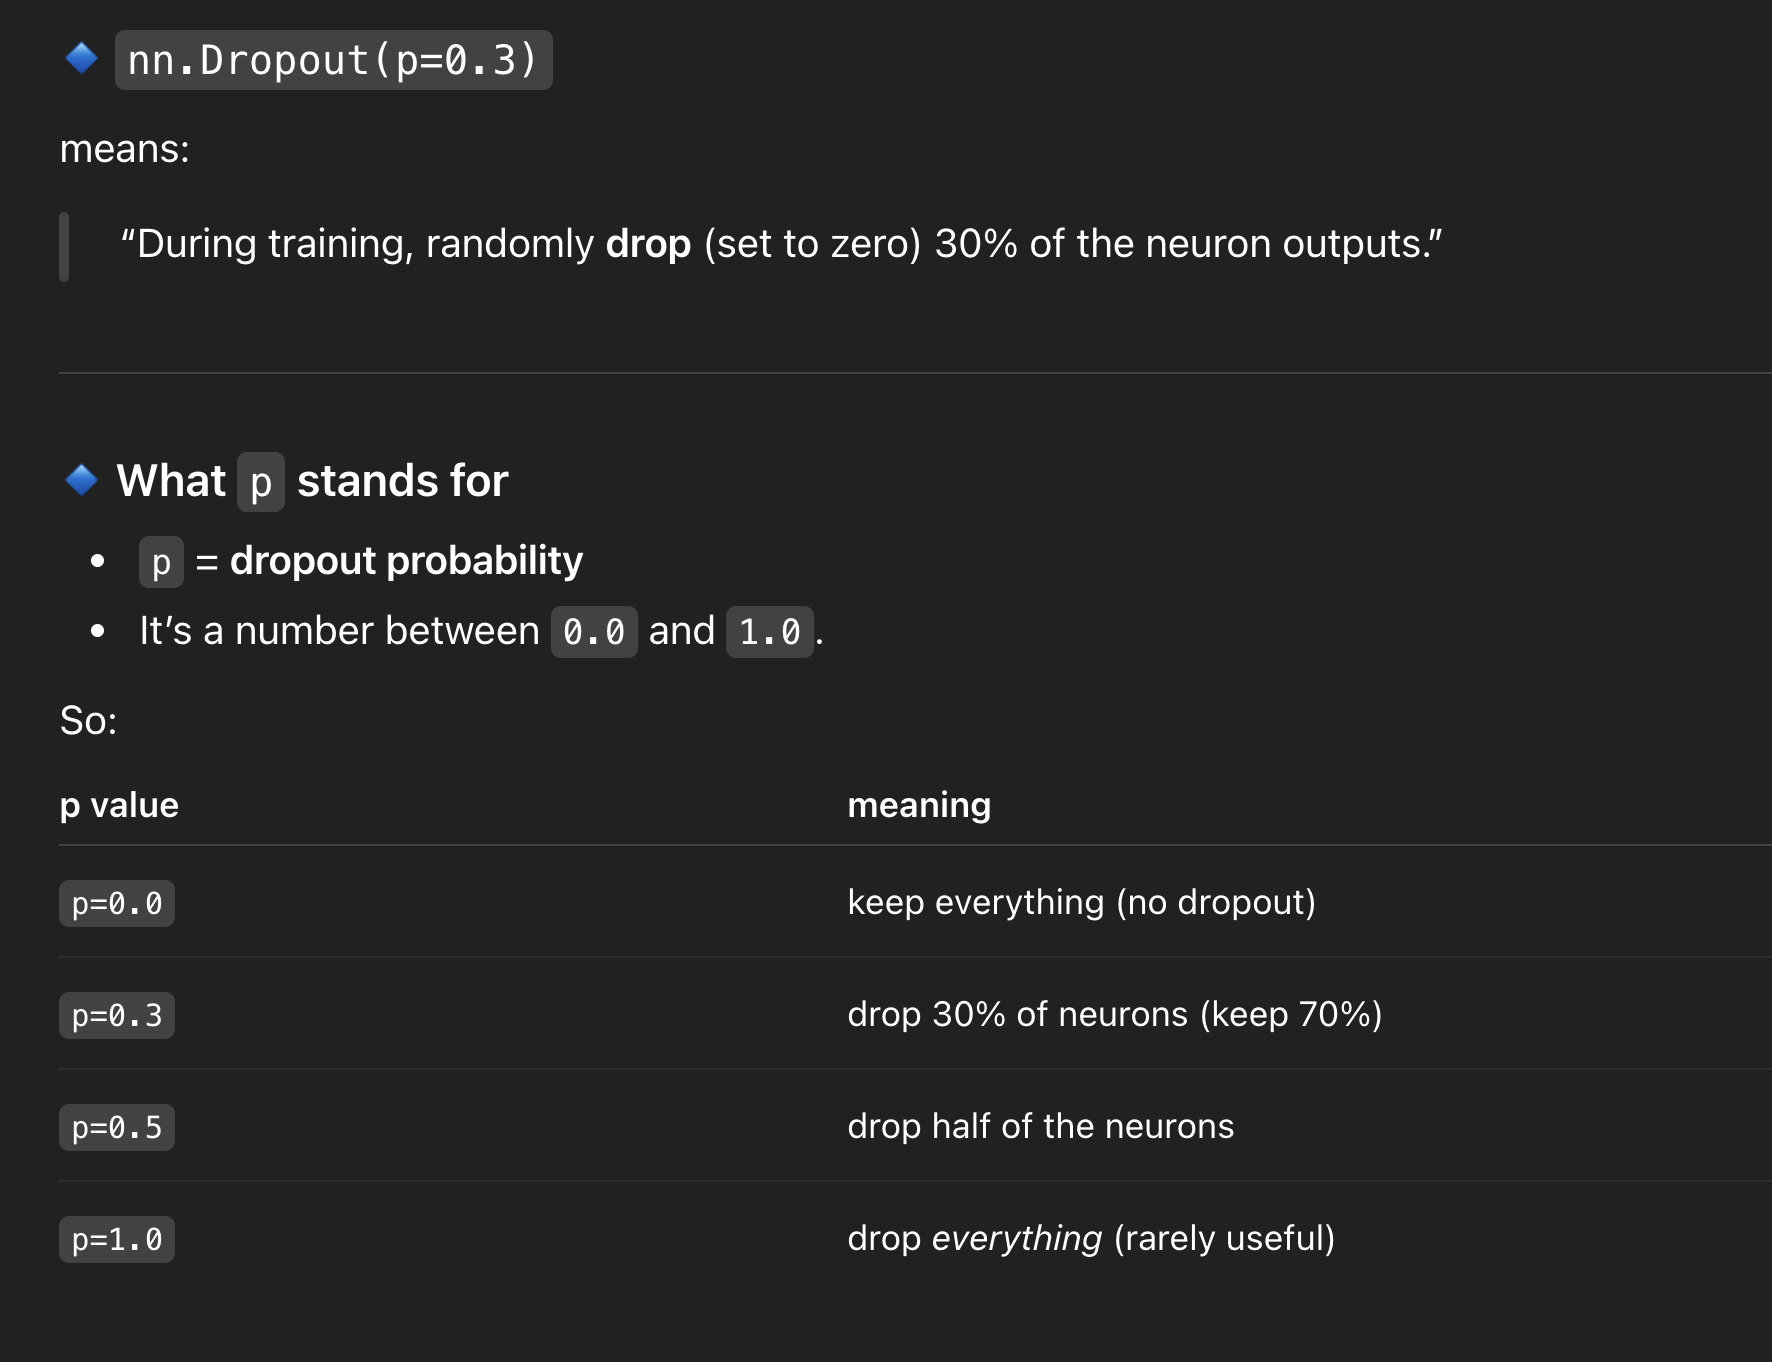 nn.Dropout(p=0.3)
means:
“During training, randomly drop (set to zero) 30% of the neuron outputs.”
What p stands for
p = dropout probability
It’s a number between 0.0 and 1.0.
So:
p value meaning
p=0.0 keep everything (no dropout)
p=0.3 drop 30% of neurons (keep 70%)
p=0.5 drop half of the neurons
p=1.0 drop everything (rarely useful)